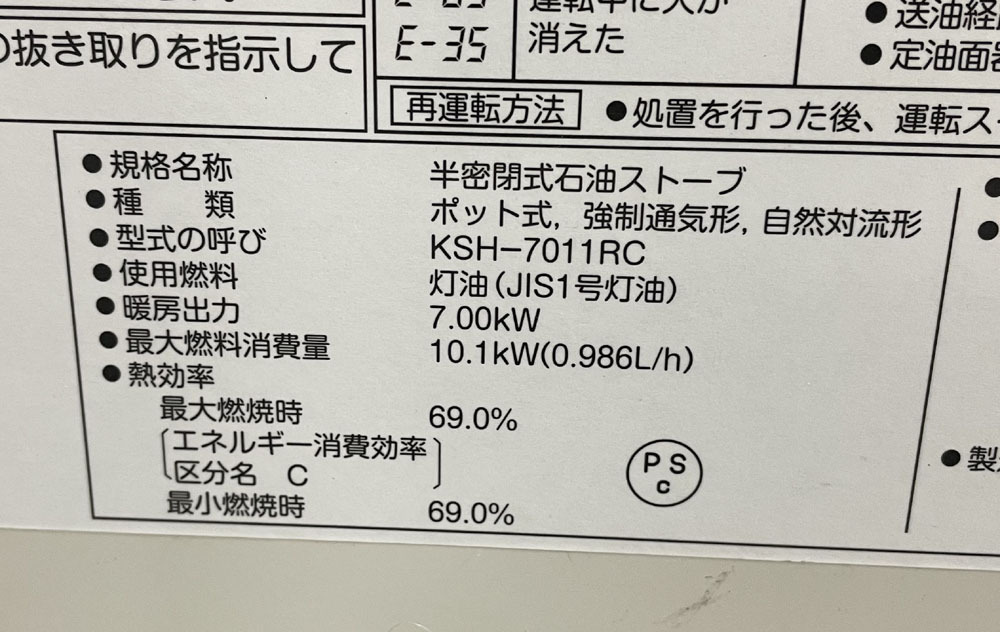 の抜き取りを指示して
E-35
消えた
● 送油経
● 定油面器
再運転方法
●処置を行った後、運転ス
● 規格名称 半密閉式石油ストーブ
● 種 類 ポット式, 強制通気形, 自然対流形
● 型式の呼び KSH-7011RC
● 使用燃料 灯油(JIS1号灯油)
● 暖房出力 7.00kW
● 最大燃料消費量 10.1kW(0.986L/h)
● 熱効率
最大燃焼時 69.0%
エネルギー消費効率
区分名 C
最小燃焼時 69.0%
PS
C
● 製